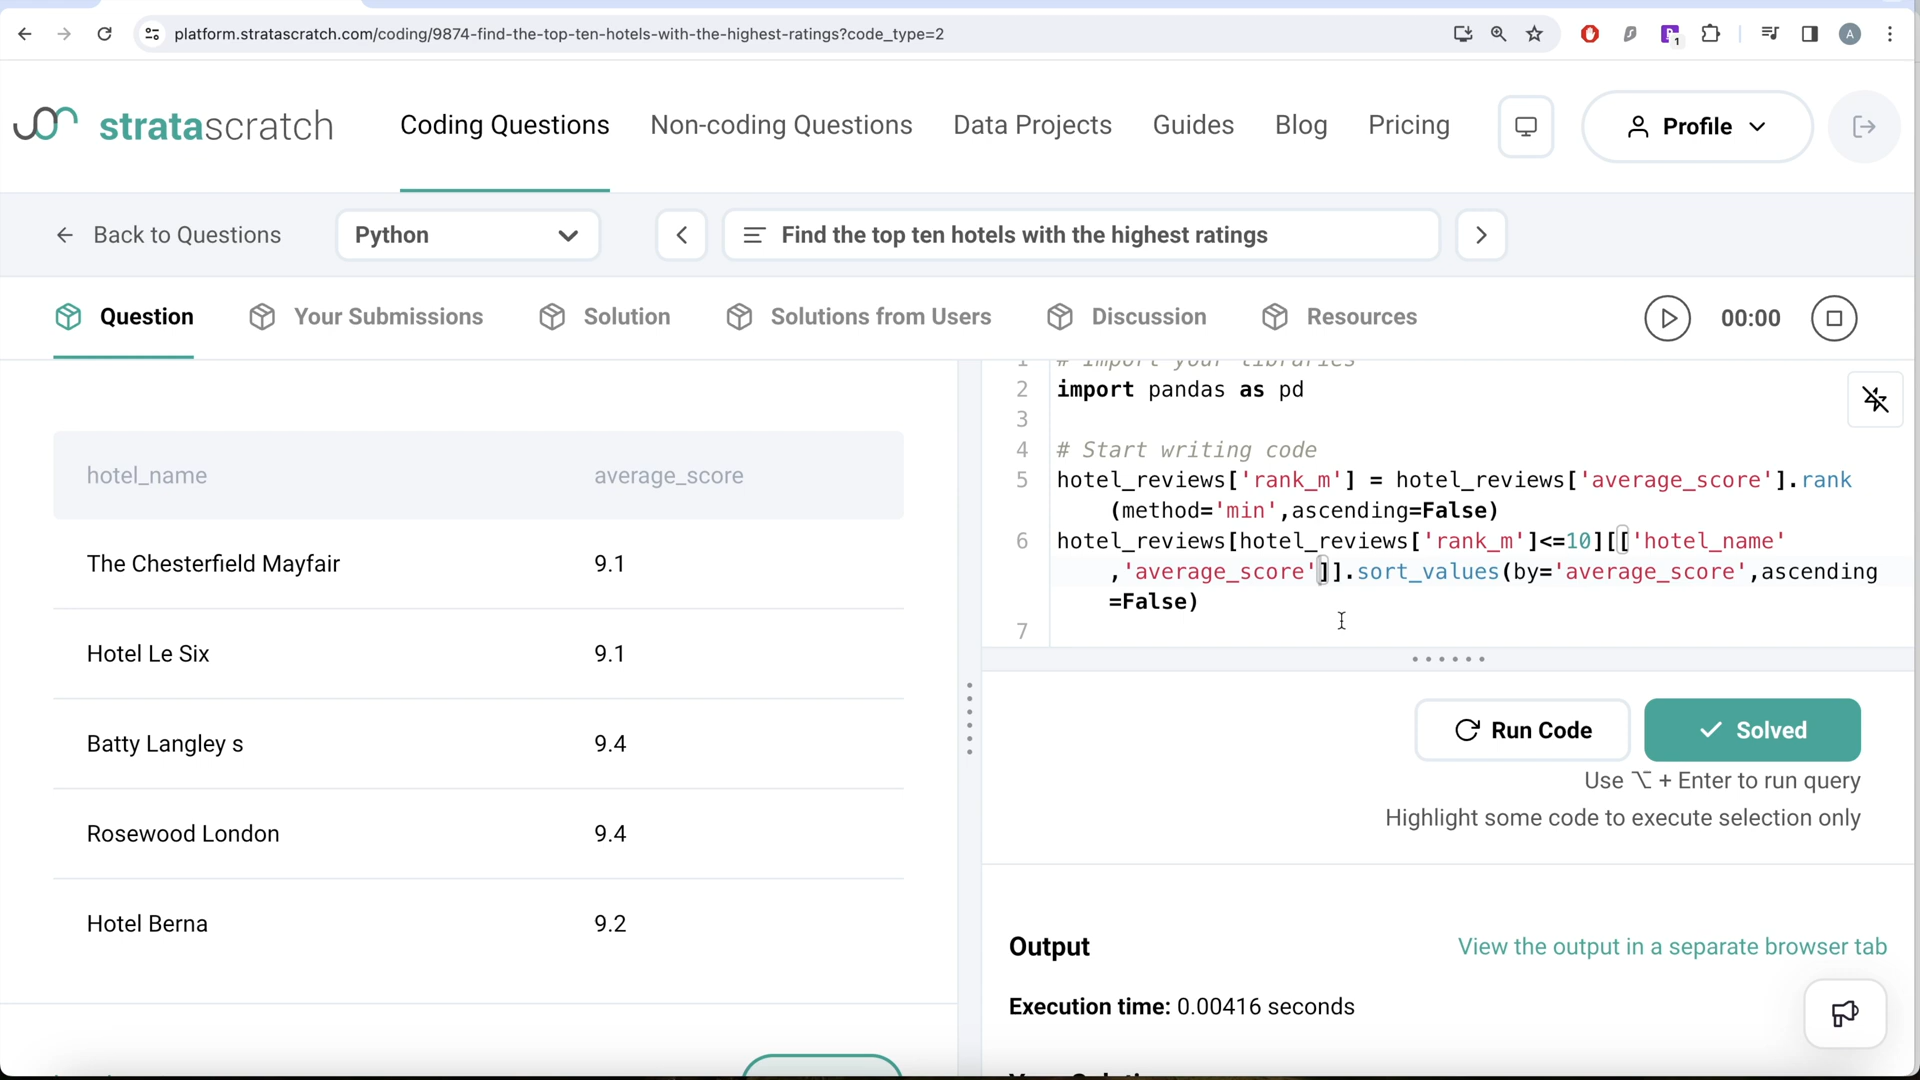 platform.stratascratch.com/coding/9874-find-the-top-ten-hotels-with-the-highest-ratings?code_type=2
1
A
stratascratch
Coding Questions
Non-coding Questions
Data Projects
Guides
Blog
Pricing
Profile
Back to Questions
Python
Find the top ten hotels with the highest ratings
Question
Your Submissions
Solution
Solutions from Users
Discussion
Resources
00:00
hotel_name average_score
The Chesterfield Mayfair 9.1
Hotel Le Six 9.1
Batty Langley s 9.4
Rosewood London 9.4
Hotel Berna 9.2
1 # Import your libraries
2 import pandas as pd
3
4 # Start writing code
5 hotel_reviews['rank_m'] = hotel_reviews['average_score'].rank
(method='min',ascending=False)
6 hotel_reviews[hotel_reviews['rank_m']<=10][['hotel_name'
,'average_score']].sort_values(by='average_score',ascending
=False)
7
Run Code
Solved
Use ⌥ + Enter to run query
Highlight some code to execute selection only
Output
View the output in a separate browser tab
Execution time: 0.00416 seconds